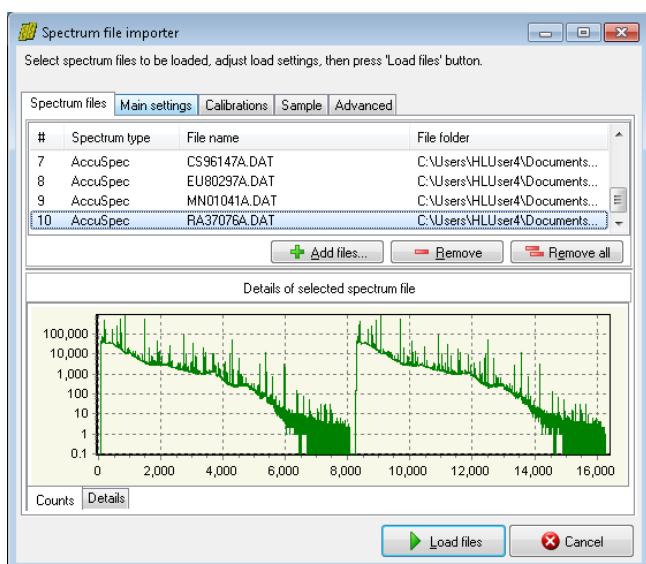 Spectrum file importer
Select spectrum files to be loaded, adjust load settings, then press 'Load files' button.
Spectrum files Main settings Calibrations Sample Advanced
# Spectrum type File name File folder
7 AccuSpec CS96147A.DAT C:\Users\HLUser4\Documents...
8 AccuSpec EU80297A.DAT C:\Users\HLUser4\Documents...
9 AccuSpec MN01041A.DAT C:\Users\HLUser4\Documents...
10 AccuSpec RA37076A.DAT C:\Users\HLUser4\Documents...
Add files... Remove Remove all
Details of selected spectrum file
100,000
10,000
1,000
100
10
1
0.1
0 2,000 4,000 6,000 8,000 10,000 12,000 14,000 16,000
Counts Details
Load files Cancel